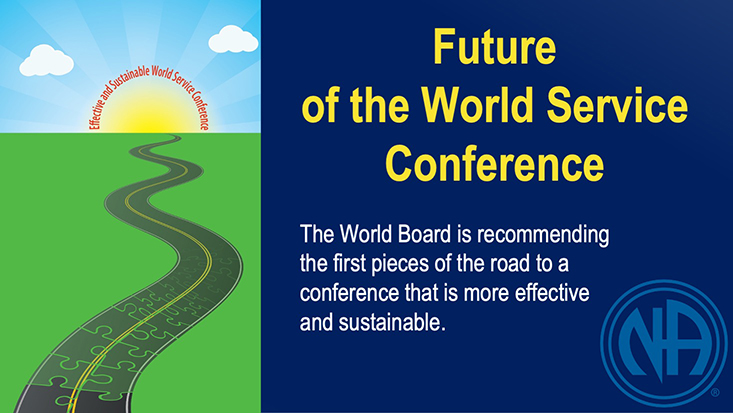 Effective and Sustainable World Service Conference
Future
of the World Service
Conference
The World Board is recommending
the first pieces of the road to a
conference that is more effective
and sustainable.
NA
®